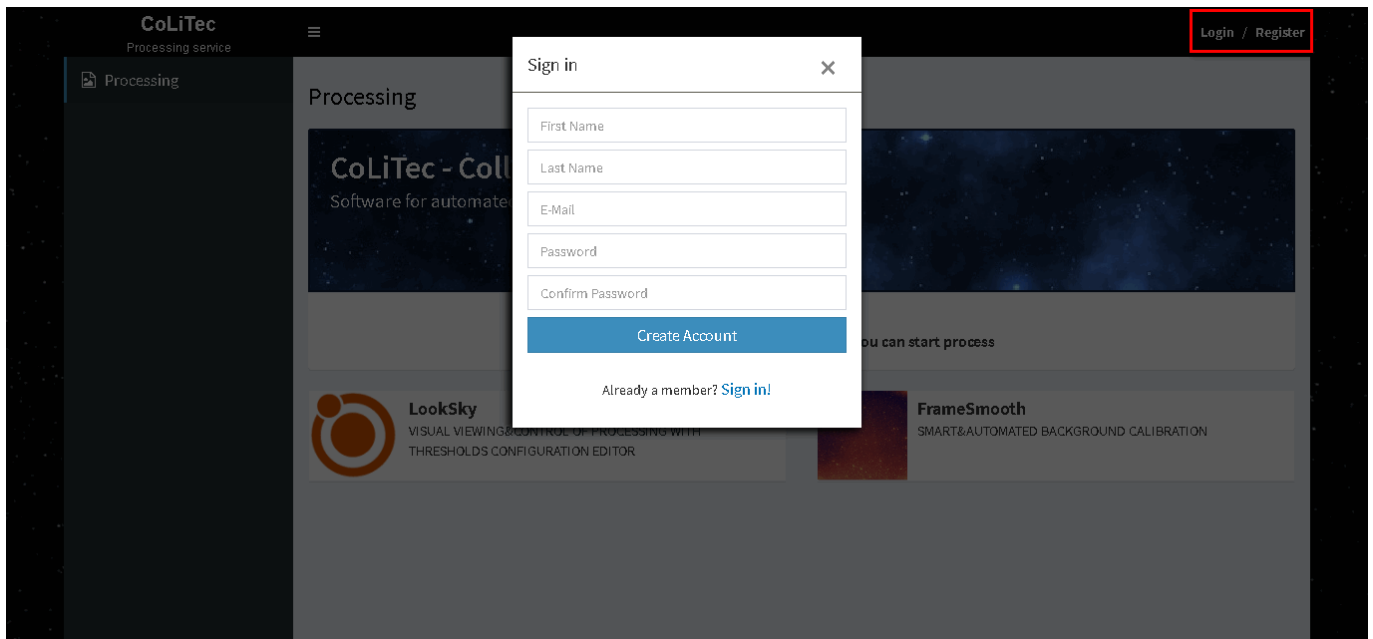 CoLiTec
Processing service
Login / Register
Processing
Processing
CoLiTec - Coll
Software for automate
Sign in
First Name
Last Name
E-Mail
Password
Confirm Password
Create Account
Already a member? Sign in!
ou can start process
LookSky
VISUAL VIEWING&CONTROL OF PROCESSING WITH
THRESHOLDS CONFIGURATION EDITOR
FrameSmooth
SMART&AUTOMATED BACKGROUND CALIBRATION